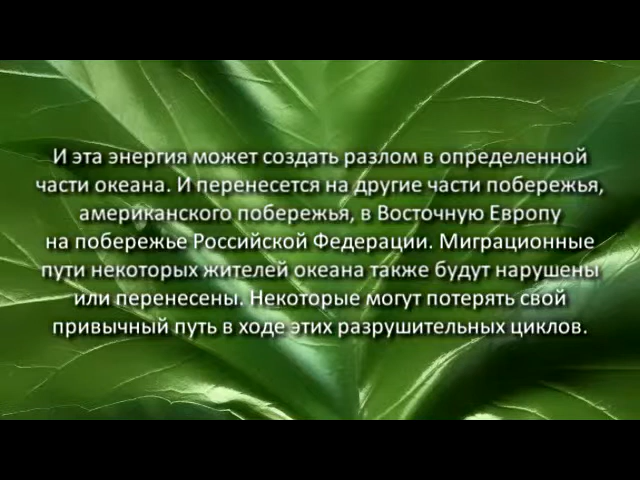 И эта энергия может создать разлом в определенной
части океана. И перенесется на другие части побережья,
американского побережья, в Восточную Европу
на побережье Российской Федерации. Миграционные
пути некоторых жителей океана также будут нарушены
или перенесены. Некоторые могут потерять свой
привычный путь в ходе этих разрушительных циклов.